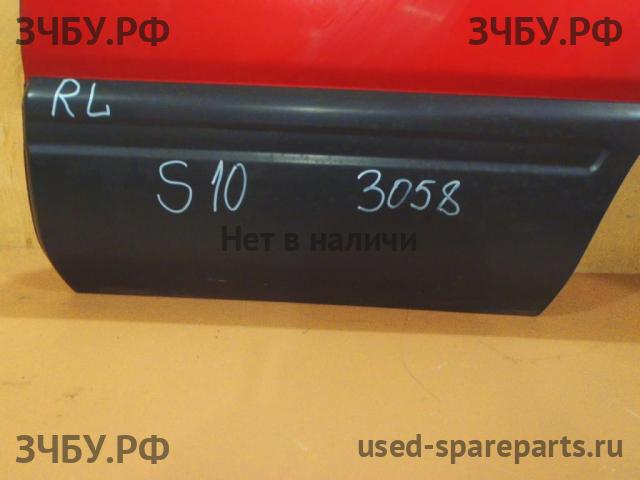 ЗЧБУ.РФ ЗЧБУ.РФ
RL
S10 3058
Нет в наличи
ЗЧБУ.РФ used-spareparts.ru